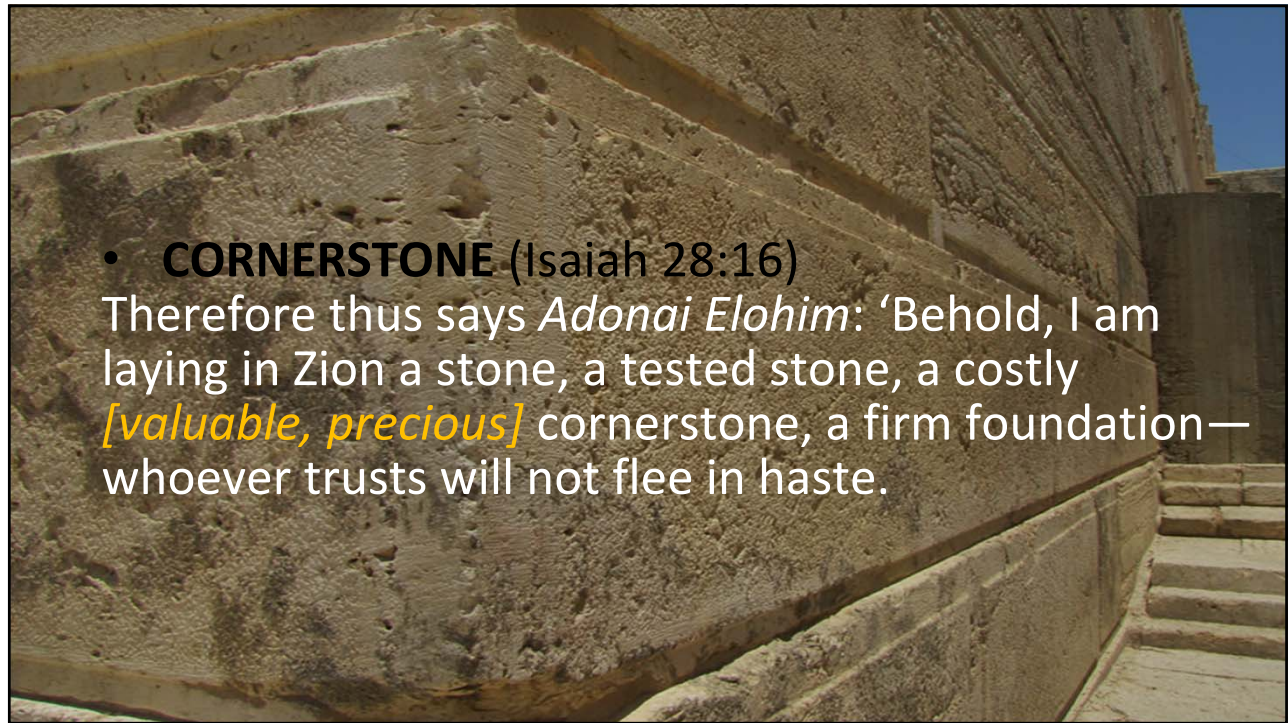 • CORNERSTONE (Isaiah 28:16)
Therefore thus says Adonai Elohim: ‘Behold, I am
laying in Zion a stone, a tested stone, a costly
[valuable, precious] cornerstone, a firm foundation—
whoever trusts will not flee in haste.